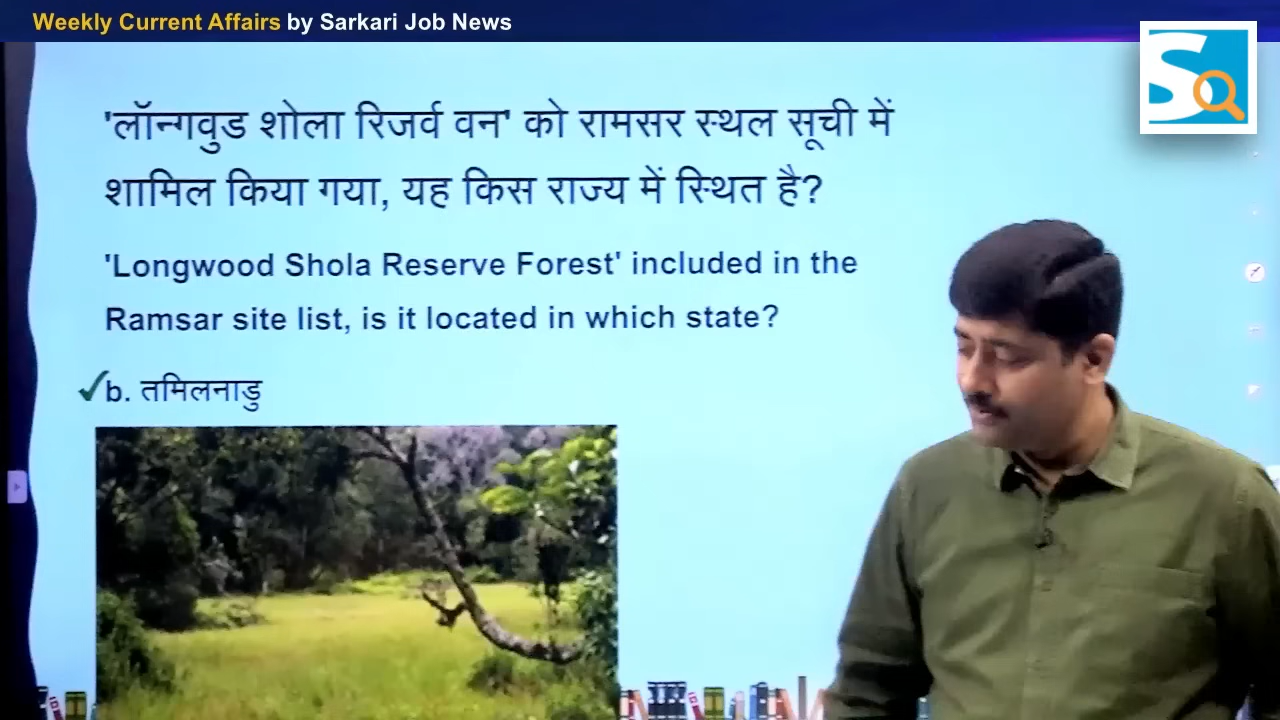 Weekly Current Affairs by Sarkari Job News
'लॉन्गवुड शोला रिजर्व वन' को रामसर स्थल सूची में
शामिल किया गया, यह किस राज्य में स्थित है?
'Longwood Shola Reserve Forest' included in the
Ramsar site list, is it located in which state?
✓b. तमिलनाडु